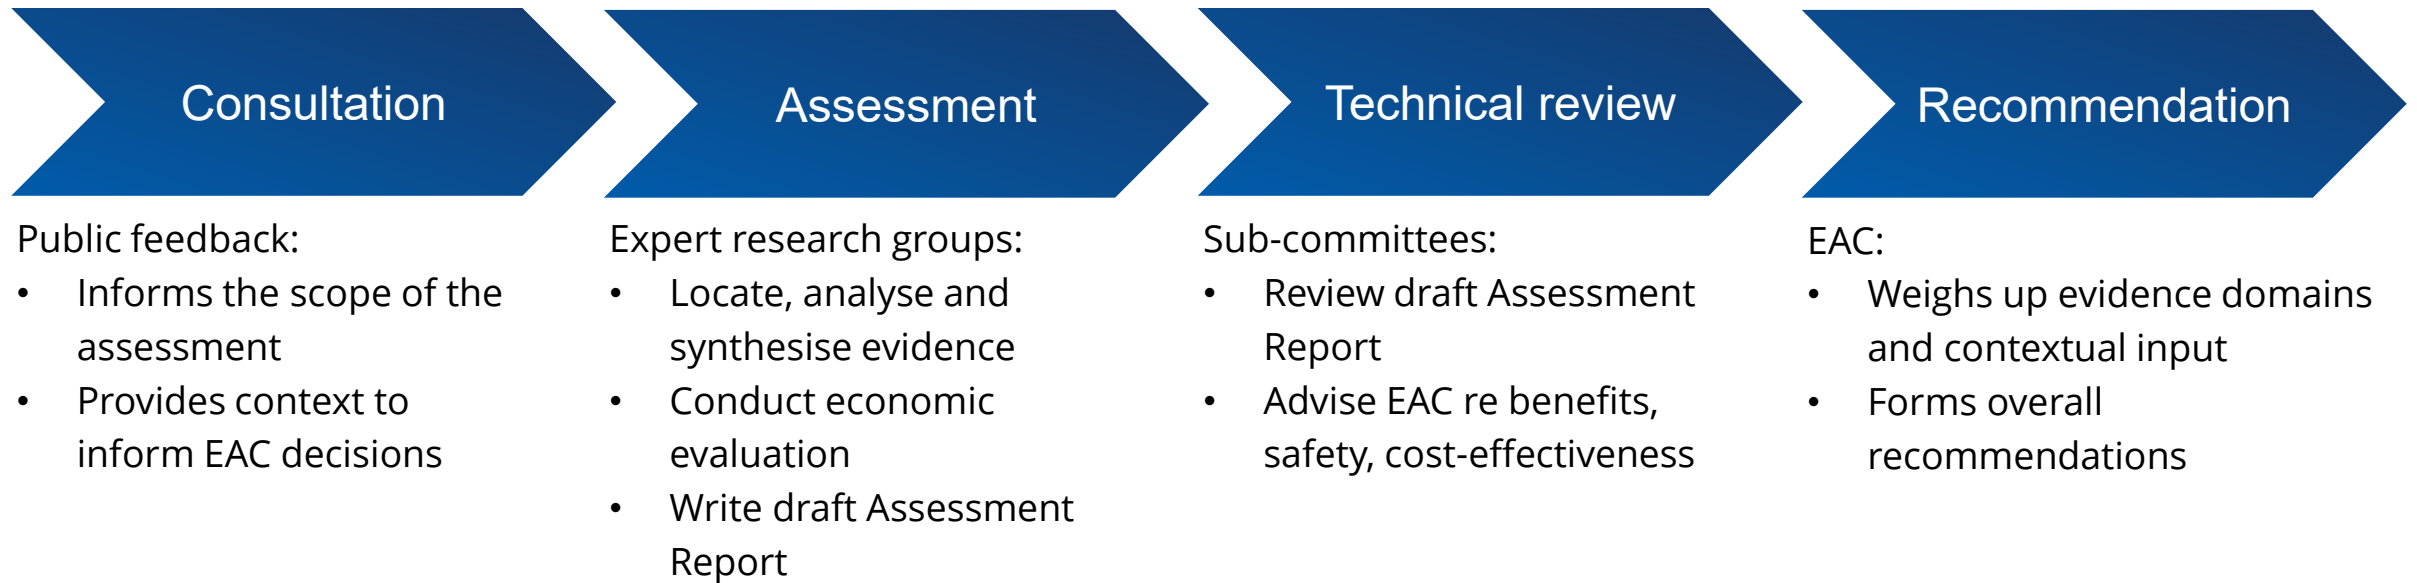 Consultation
Public feedback:
• Informs the scope of the
assessment
• Provides context to
inform EAC decisions
Assessment
Expert research groups:
• Locate, analyse and
synthesise evidence
• Conduct economic
evaluation
• Write draft Assessment
Report
Technical review
Sub-committees:
• Review draft Assessment
Report
• Advise EAC re benefits,
safety, cost-effectiveness
Recommendation
EAC:
• Weighs up evidence domains
and contextual input
• Forms overall
recommendations